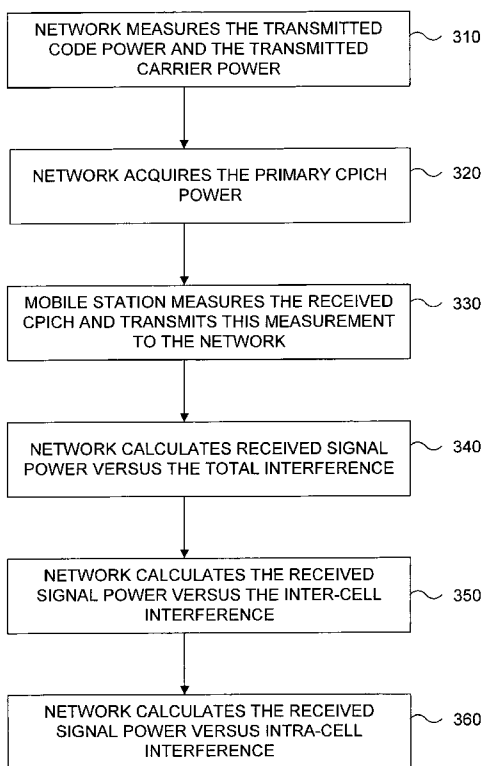 NETWORK MEASURES THE TRANSMITTED
CODE POWER AND THE TRANSMITTED
CARRIER POWER
310
NETWORK ACQUIRES THE PRIMARY CPICH
POWER
320
MOBILE STATION MEASURES THE RECEIVED
CPICH AND TRANSMITS THIS MEASUREMENT
TO THE NETWORK
330
NETWORK CALCULATES RECEIVED SIGNAL
POWER VERSUS THE TOTAL INTERFERENCE
340
NETWORK CALCULATES THE RECEIVED
SIGNAL POWER VERSUS THE INTER-CELL
INTERFERENCE
350
NETWORK CALCULATES THE RECEIVED
SIGNAL POWER VERSUS INTRA-CELL
INTERFERENCE
360